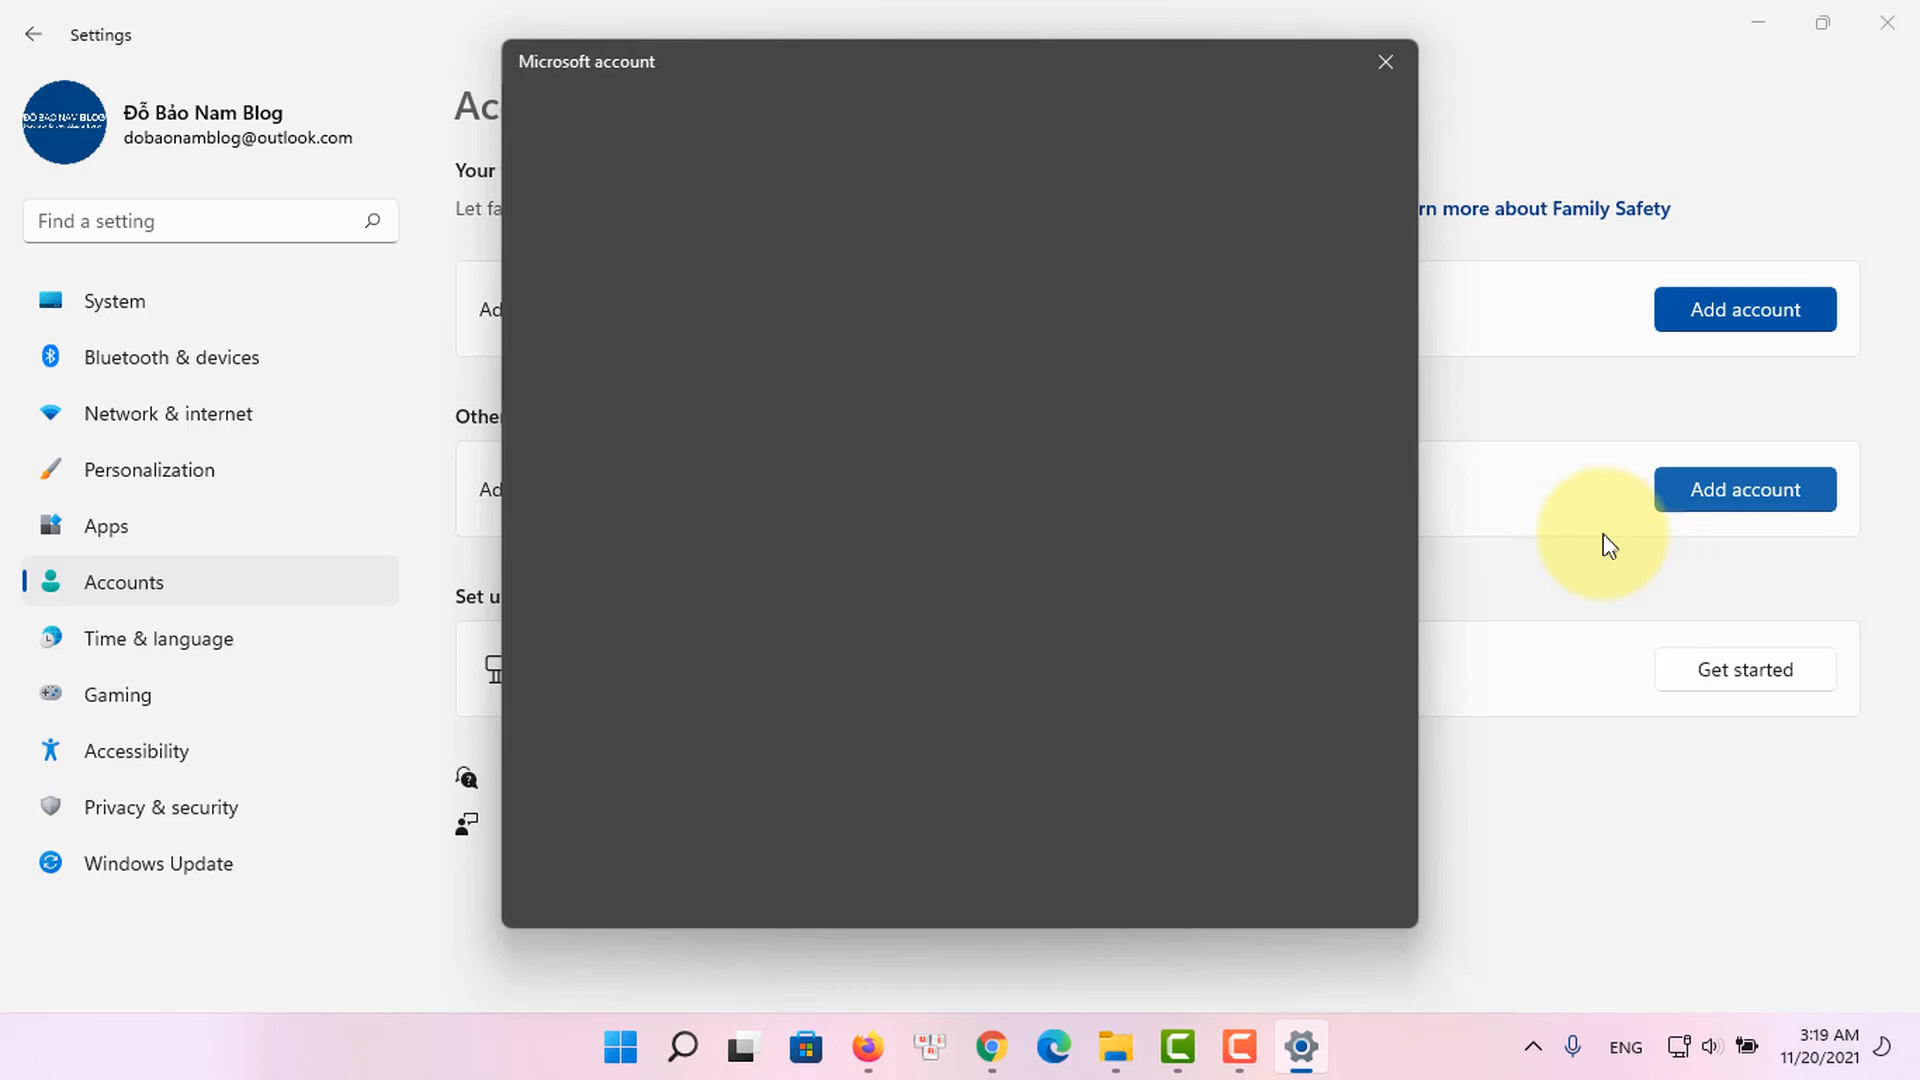 Settings
Đỗ Bảo Nam Blog
dobaonamblog@outlook.com
Find a setting
System
Bluetooth & devices
Network & internet
Personalization
Apps
Accounts
Time & language
Gaming
Accessibility
Privacy & security
Windows Update
Ac
Your
Let fa
rn more about Family Safety
Ad
Add account
Other
Ad
Add account
Set u
Get started
Microsoft account
ENG
3:19 AM
11/20/2021